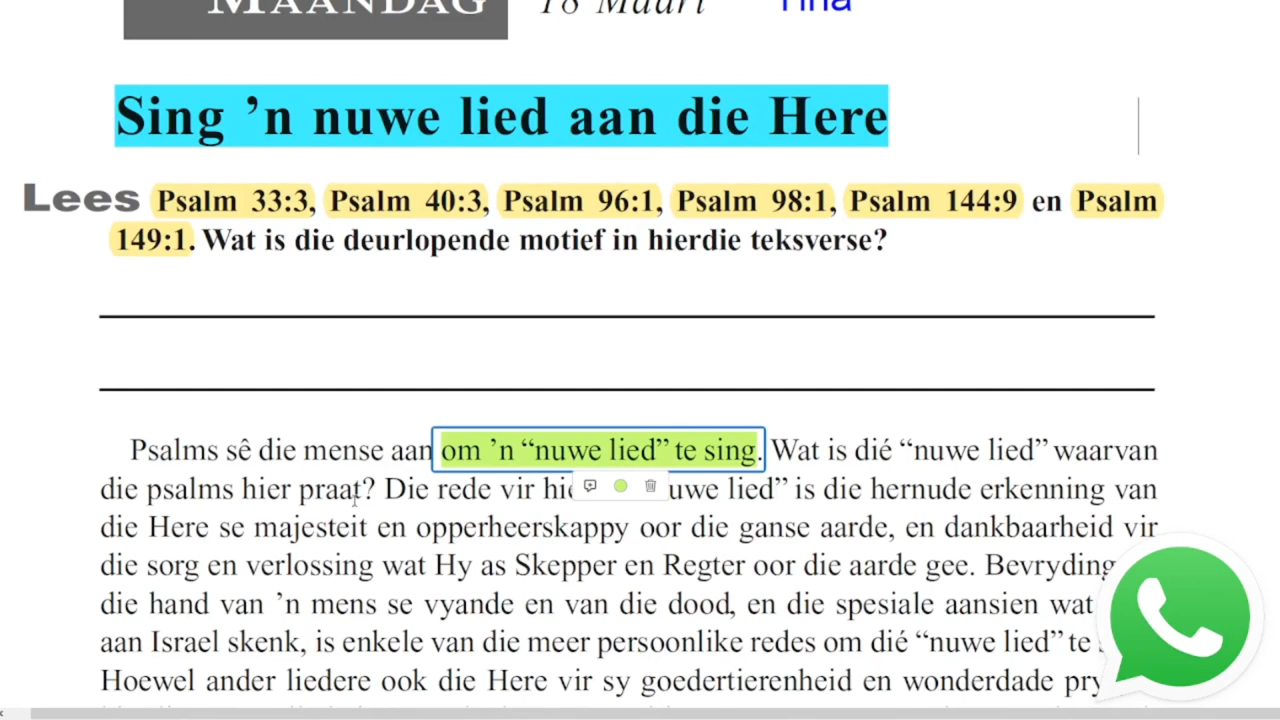 MAANDAG 18 Maart Tina
Sing ’n nuwe lied aan die Here
Lees Psalm 33:3, Psalm 40:3, Psalm 96:1, Psalm 98:1, Psalm 144:9 en Psalm
149:1. Wat is die deurlopende motief in hierdie teksverse?
Psalms sê die mense aan om ’n “nuwe lied” te sing. Wat is dié “nuwe lied” waarvan
die psalms hier praat? Die rede vir uwe lied” is die hernude erkenning van
die Here se majesteit en opperheerskappy oor die ganse aarde, en dankbaarheid vir
die sorg en verlossing wat Hy as Skepper en Regter oor die aarde gee. Bevryding
die hand van ’n mens se vyande en van die dood, en die spesiale aansien wat
aan Israel skenk, is enkele van die meer persoonlike redes om dié “nuwe lied” te
Hoewel ander liedere ook die Here vir sy goedertierenheid en wonderdade